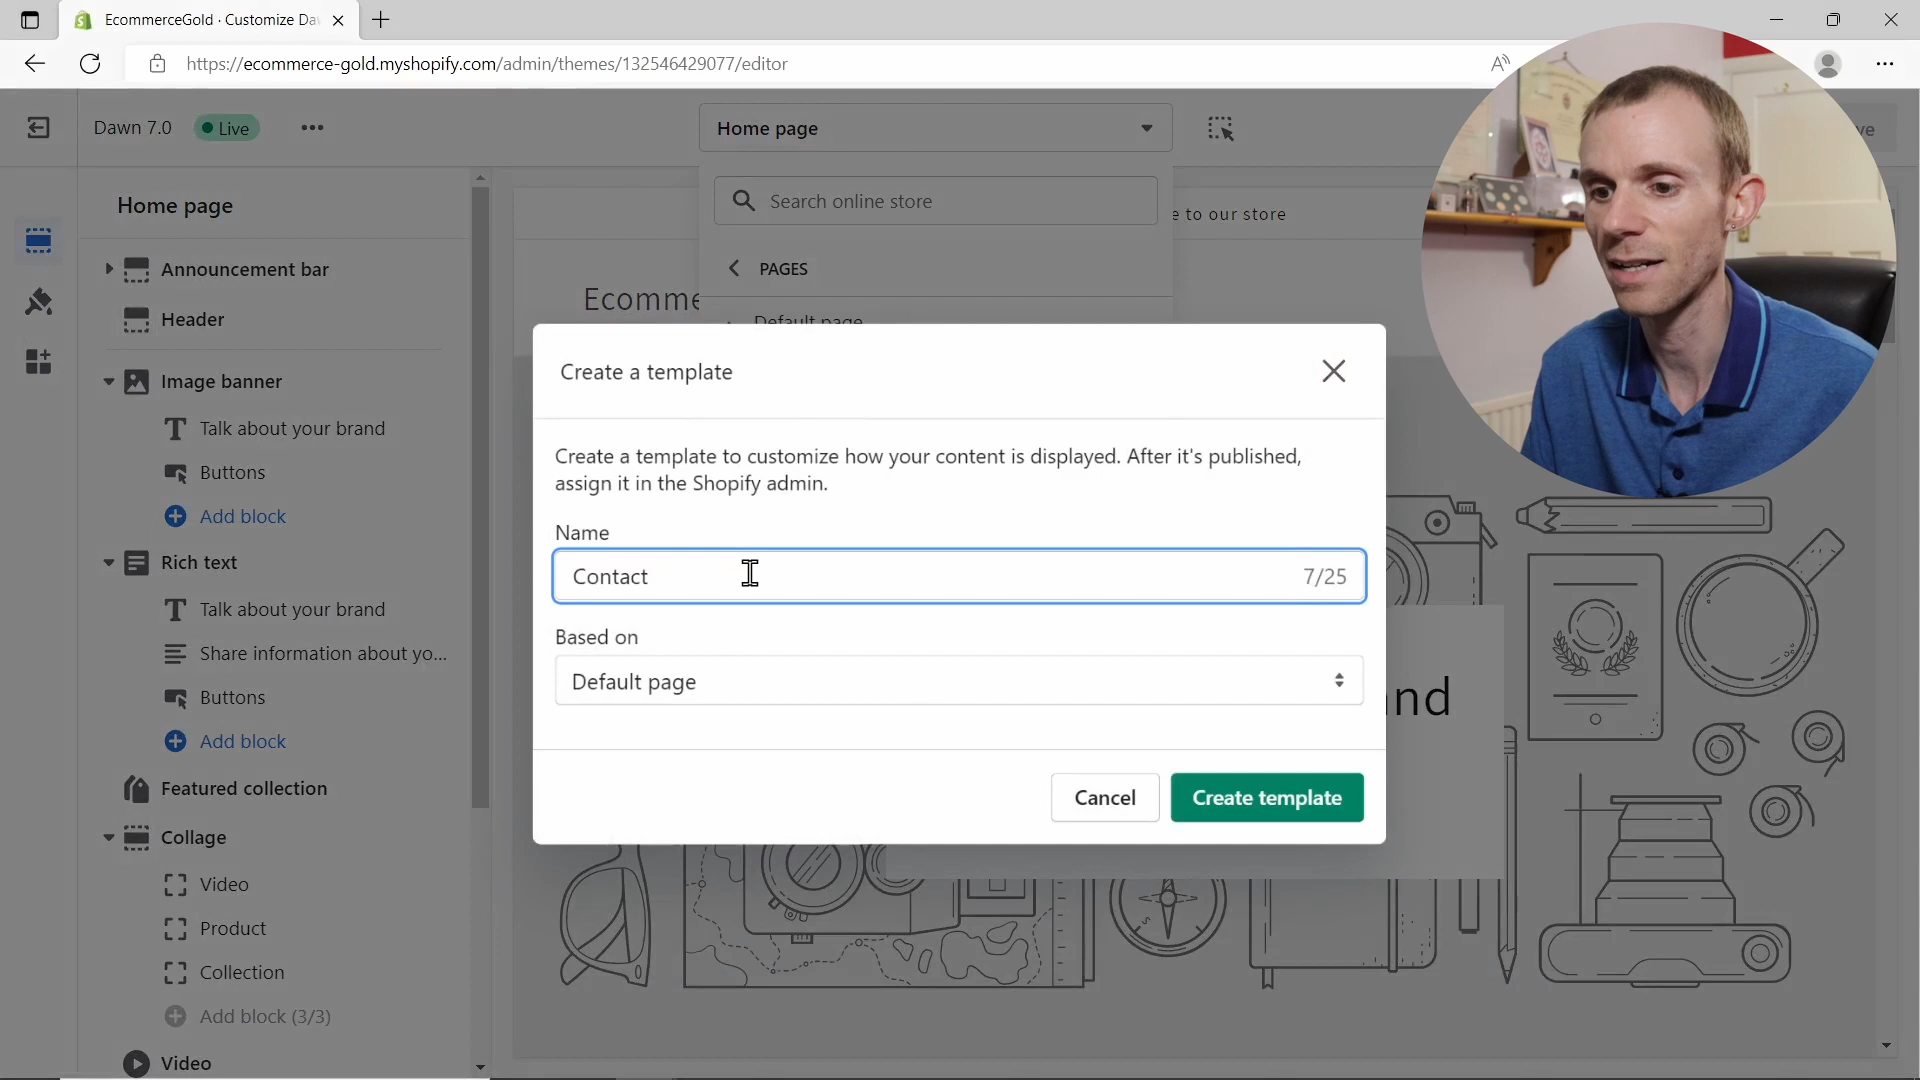 EcommerceGold · Customize Da
https://ecommerce-gold.myshopify.com/admin/themes/132546429077/editor
Dawn 7.0
Live
Home page
Home page
Search online store
e to our store
PAGES
Announcement bar
Ecomme
Default page
Header
Image banner
Talk about your brand
Buttons
Add block
Rich text
Talk about your brand
Share information about yo...
Buttons
Add block
Featured collection
Collage
Video
Product
Collection
Add block (3/3)
Video
Create a template
Create a template to customize how your content is displayed. After it's published,
assign it in the Shopify admin.
Name
Contact
7/25
Based on
Default page
Cancel
Create template
nd